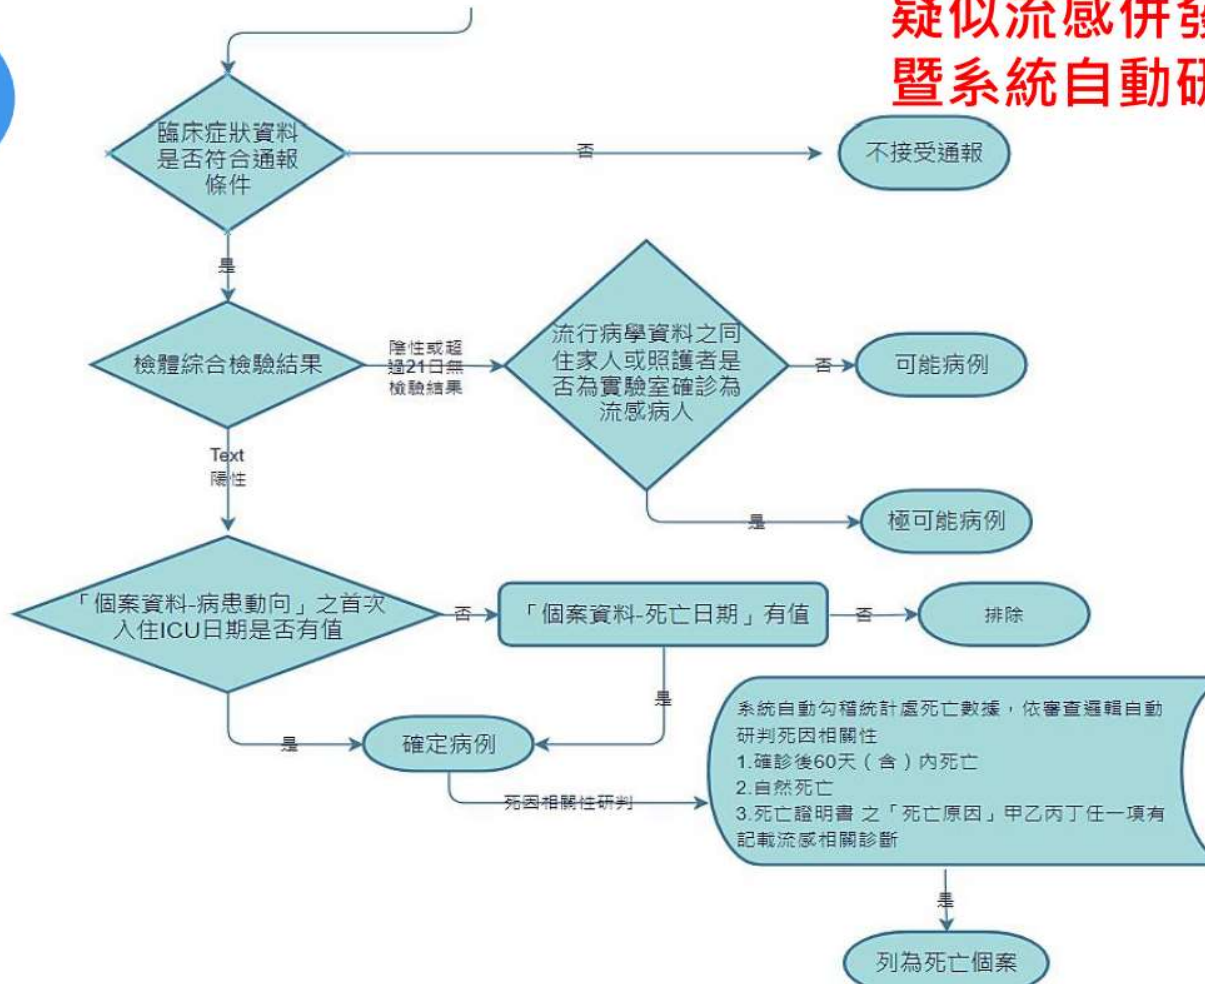 疑似流感併發
暨系統自動研
臨床症狀資料
是否符合通報
條件
否
不接受通報
是
檢體綜合檢驗結果
陰性或超
過21日無
檢驗結果
流行病學資料之同
住家人或照護者是
否為實驗室確診為
流感病人
否
可能病例
Text
陽性
是
極可能病例
「個案資料-病患動向」之首次
入住ICU日期是否有值
否
「個案資料-死亡日期」有值
否
排除
是
是
確定病例
死因相關性研判
系統自動勾稽統計處死亡數據，依審查邏輯自動
研判死因相關性
1.確診後60天（含）內死亡
2.自然死亡
3.死亡證明書 之「死亡原因」甲乙丙丁任一項有
記載流感相關診斷
是
列為死亡個案